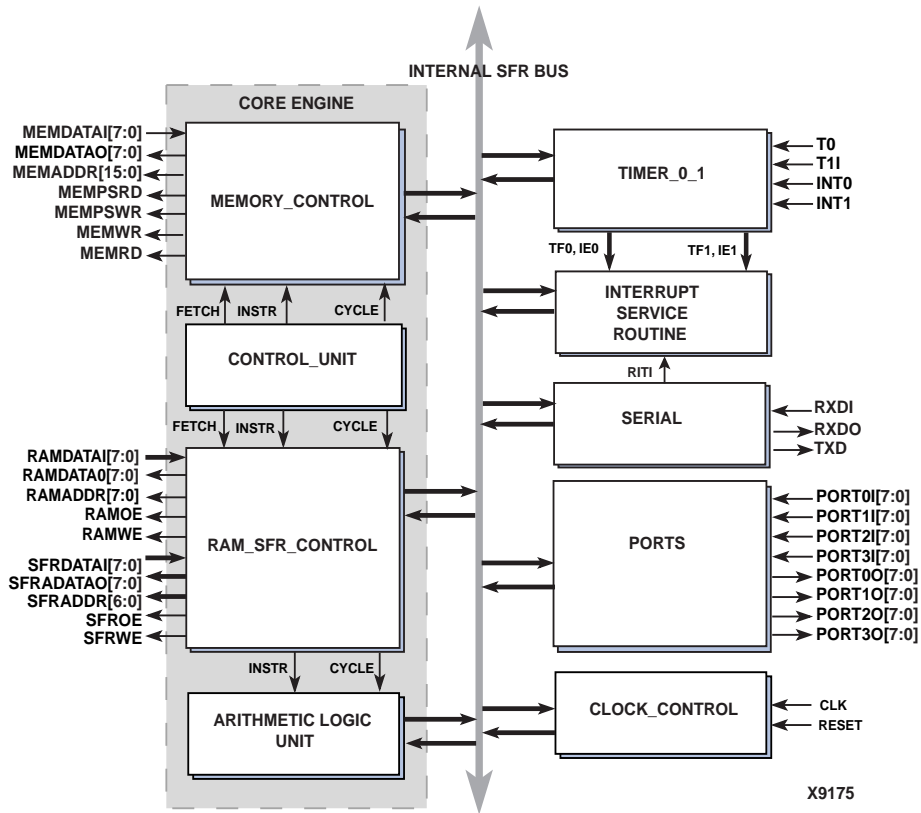 INTERNAL SFR BUS
CORE ENGINE
MEMDATAI[7:0]
MEMDATAO[7:0]
MEMADDR[15:0]
MEMPSRD
MEMPSWR
MEMWR
MEMRD
MEMORY_CONTROL
FETCH
INSTR
CYCLE
CONTROL_UNIT
FETCH
INSTR
CYCLE
RAMDATAI[7:0]
RAMDATA0[7:0]
RAMADDR[7:0]
RAMOE
RAMWE
SFRDATAI[7:0]
SFRADATAO[7:0]
SFRADDR[6:0]
SFROE
SFRWE
RAM_SFR_CONTROL
INSTR
CYCLE
ARITHMETIC LOGIC
UNIT
TIMER_0_1
T0
T1I
INT0
INT1
TF0, IE0
TF1, IE1
INTERRUPT
SERVICE
ROUTINE
RITI
SERIAL
RXDI
RXDO
TXD
PORTS
PORT0I[7:0]
PORT1I[7:0]
PORT2I[7:0]
PORT3I[7:0]
PORT0O[7:0]
PORT1O[7:0]
PORT2O[7:0]
PORT3O[7:0]
CLOCK_CONTROL
CLK
RESET
X9175